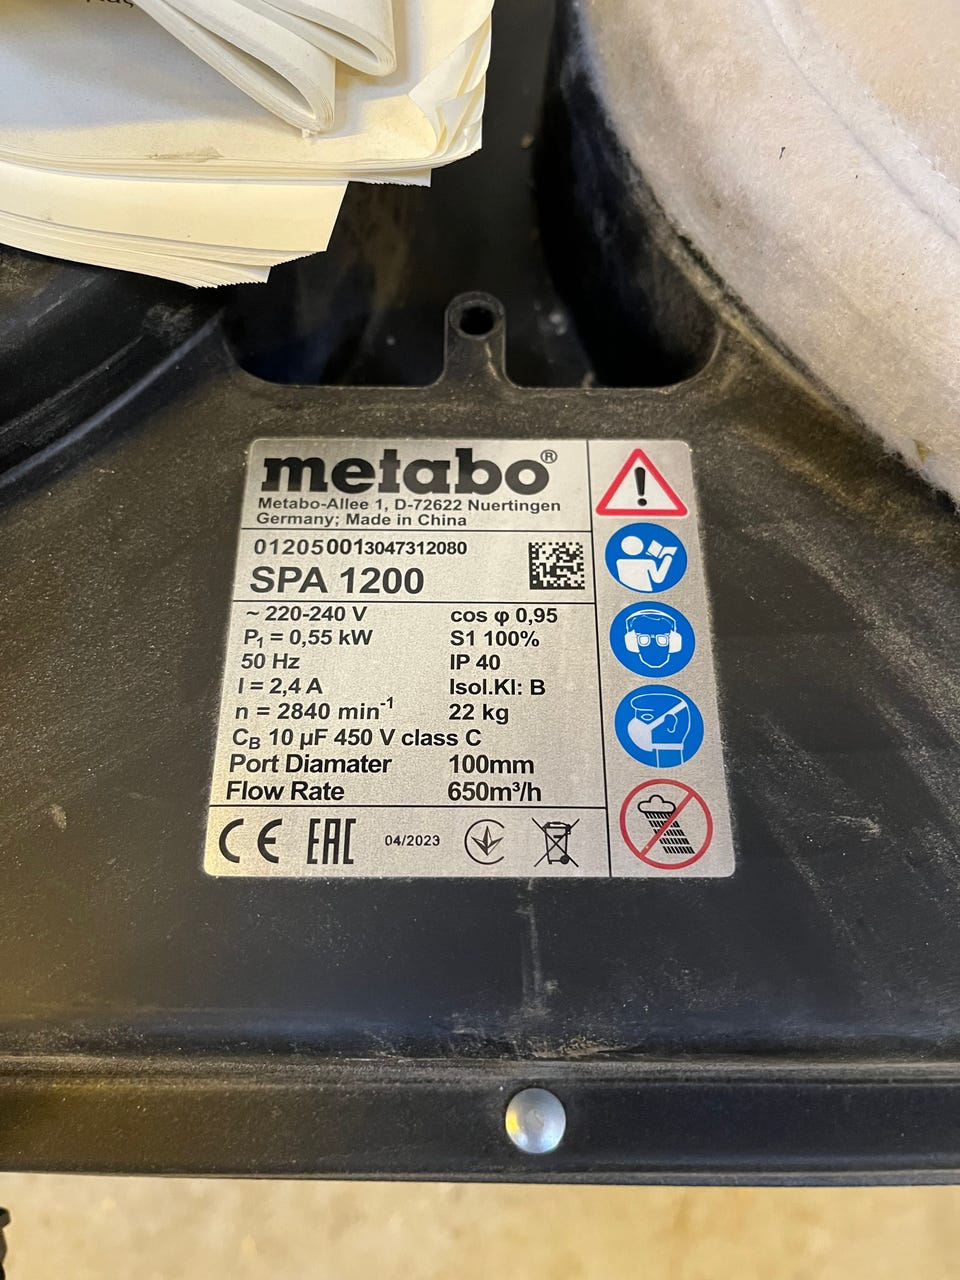 metabo®
Metabo-Allee 1, D-72622 Nuertingen
Germany; Made in China
012050013047312080
SPA 1200
~ 220-240 V cos φ 0,95
P1 = 0,55 kW S1 100%
50 Hz IP 40
I = 2,4 A Isol.Kl: B
n = 2840 min-1 22 kg
CB 10 µF 450 V class C
Port Diamater 100mm
Flow Rate 650m³/h
CE EAC 04/2023